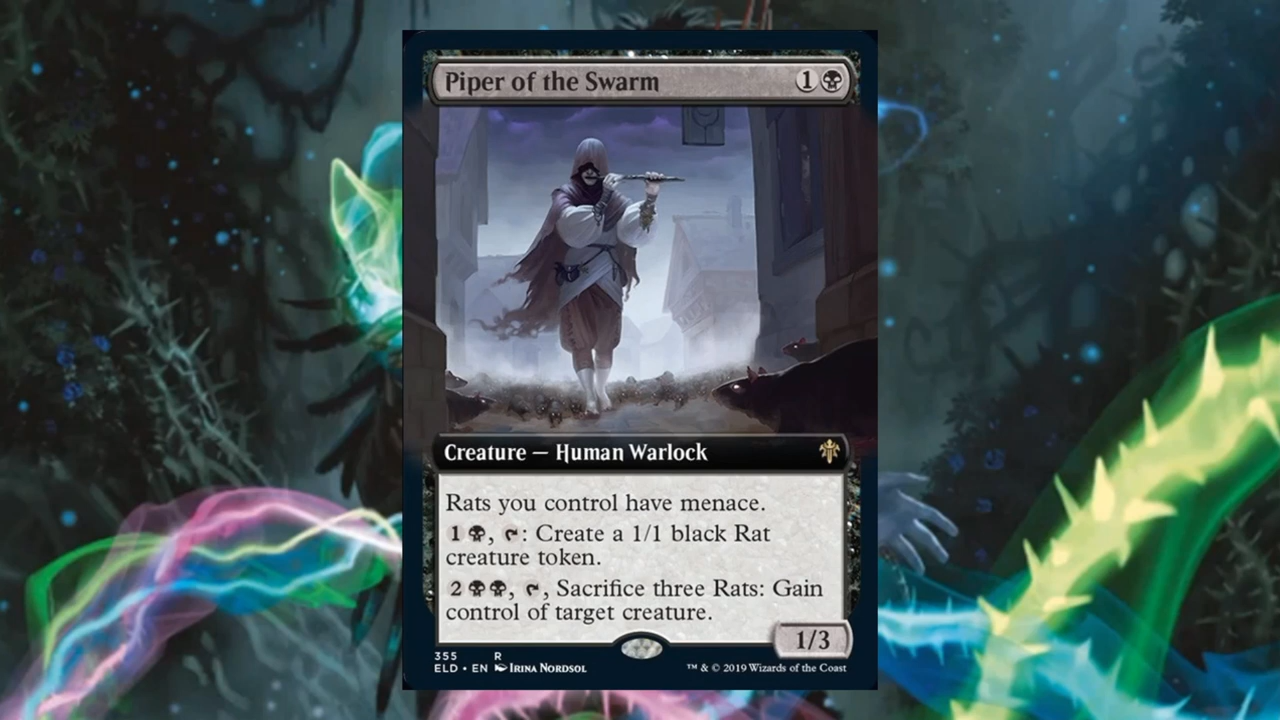 Piper of the Swarm 1
Creature — Human Warlock
Rats you control have menace.
1 , : Create a 1/1 black Rat
creature token.
2 , , Sacrifice three Rats: Gain
control of target creature.
1/3
355 R
ELD • EN Irina Nordsol
™ & © 2019 Wizards of the Coast